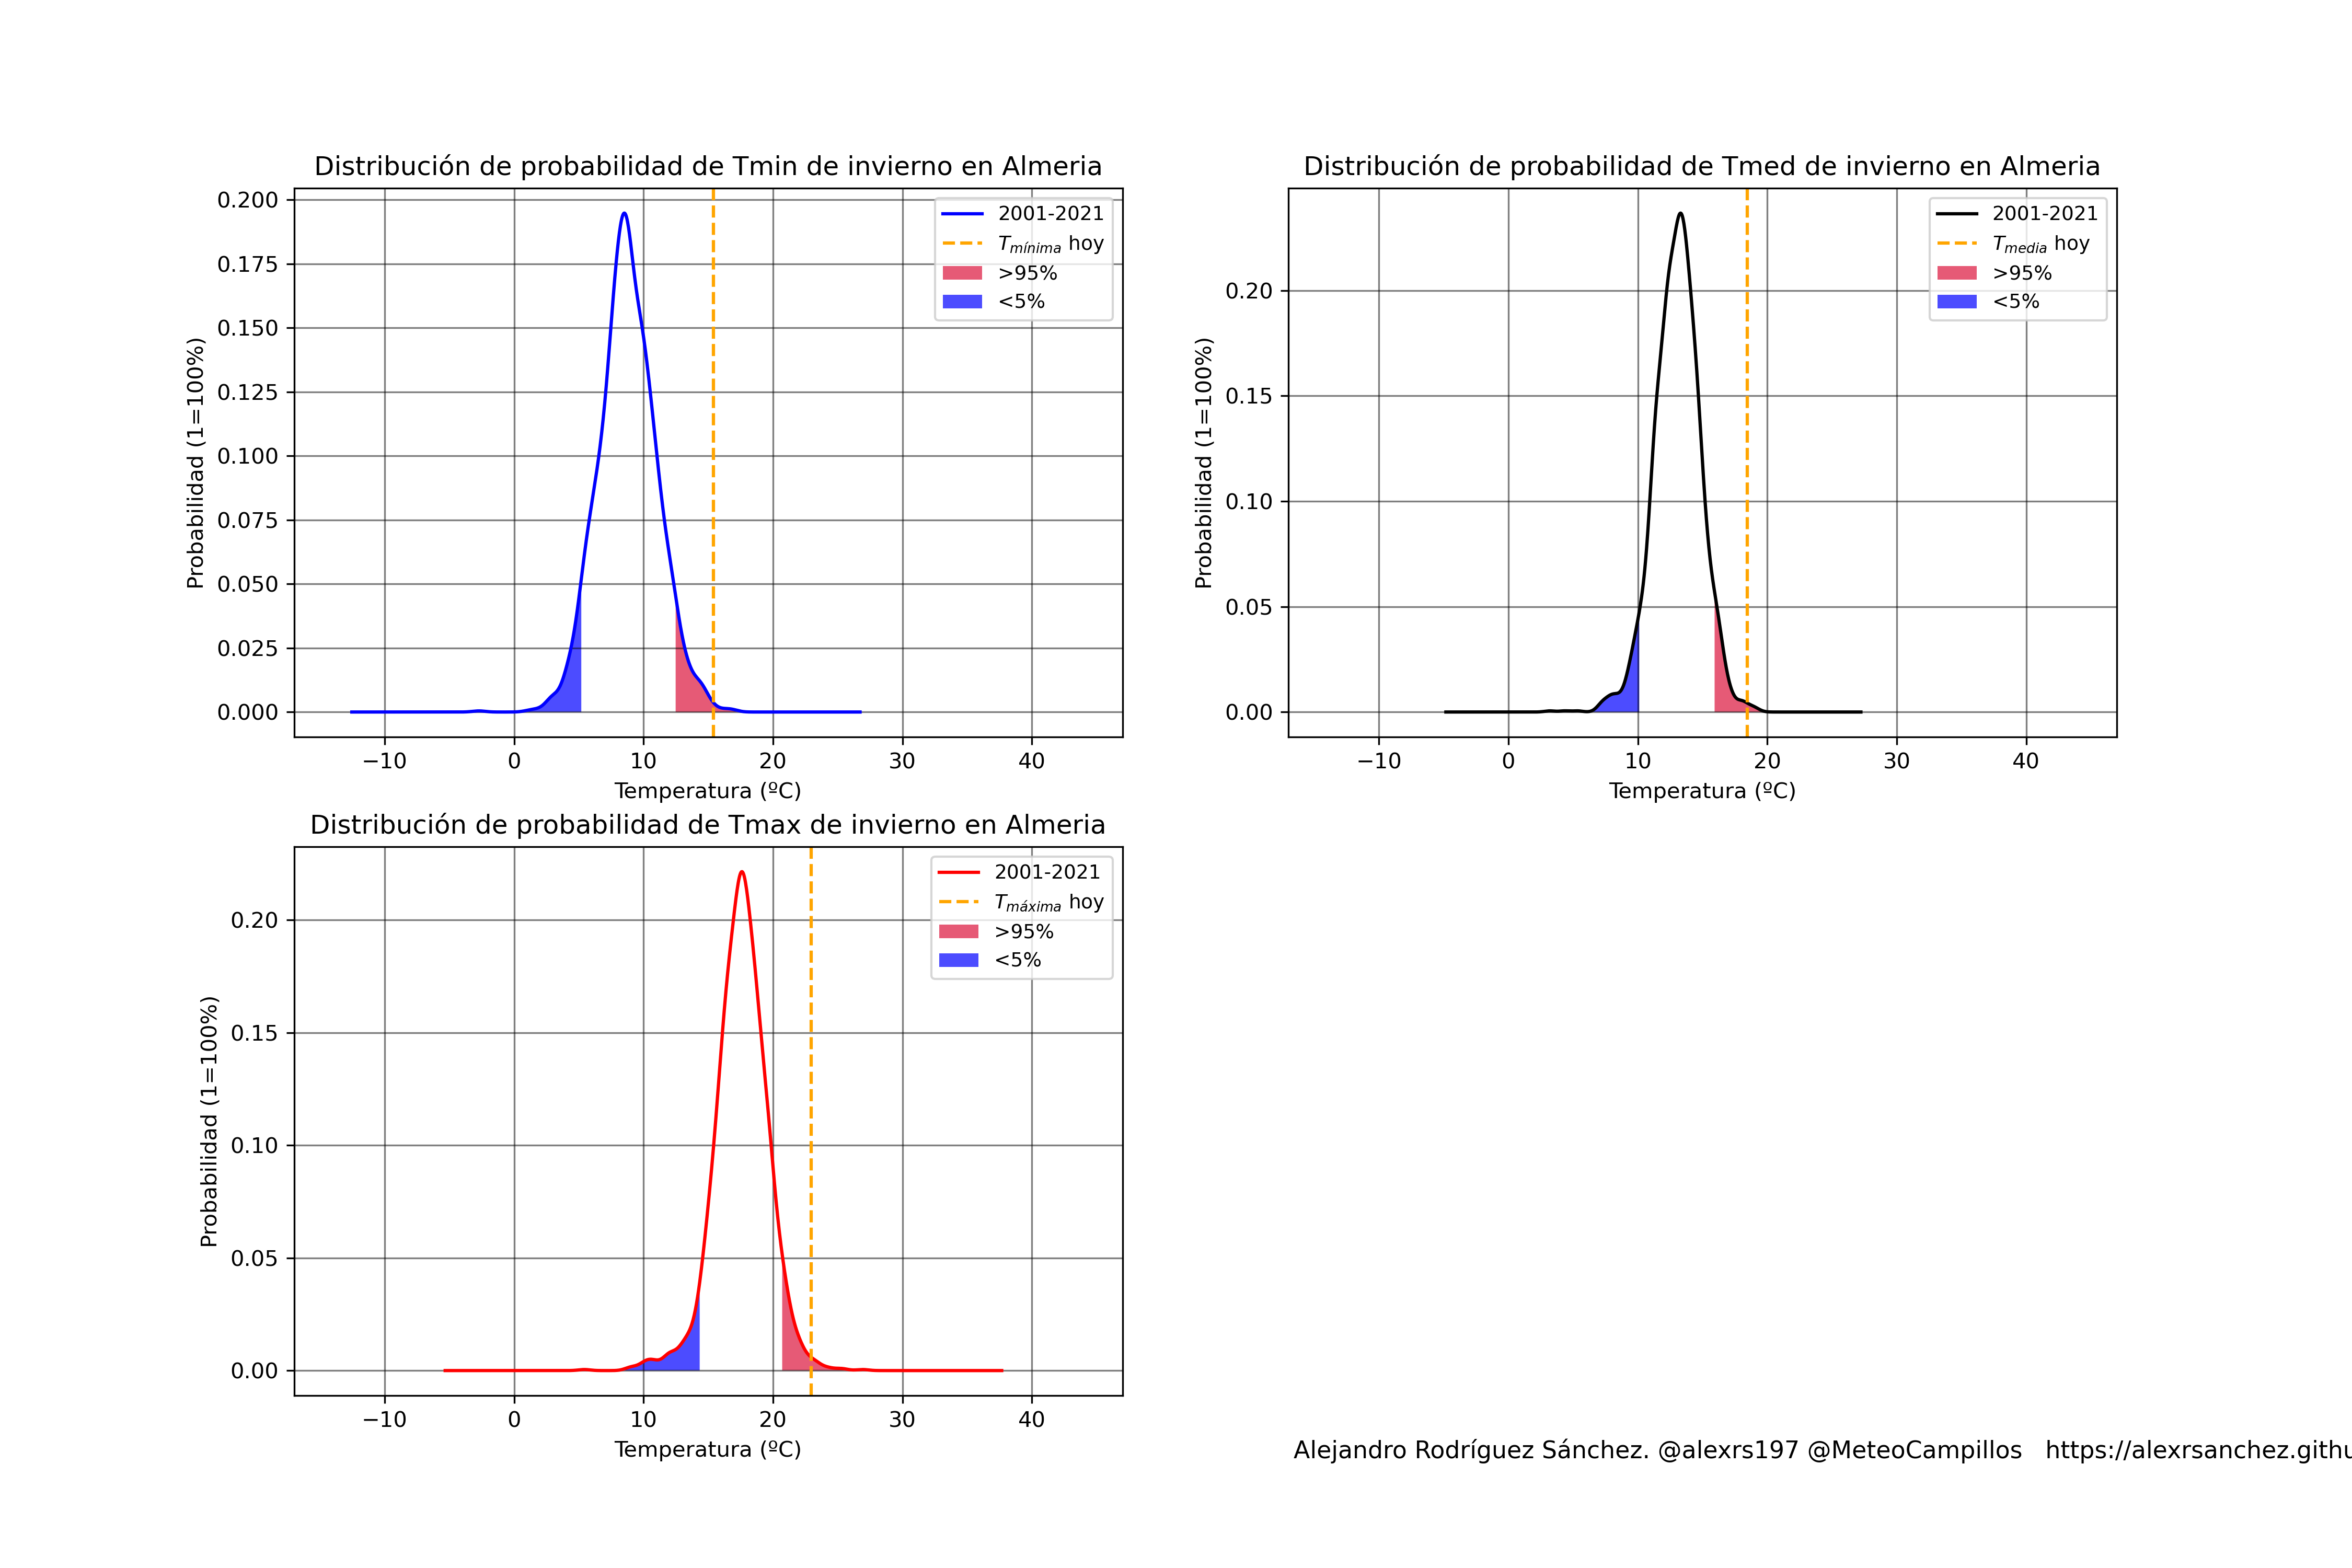 Distribución de probabilidad de Tmin de invierno en Almeria
Probabilidad (1=100%)
0.200
0.175
0.150
0.125
0.100
0.075
0.050
0.025
0.000
−10 0 10 20 30 40
Temperatura (ºC)
2001-2021
Tmínima hoy
>95%
<5%
Distribución de probabilidad de Tmed de invierno en Almeria
Probabilidad (1=100%)
0.20
0.15
0.10
0.05
0.00
−10 0 10 20 30 40
Temperatura (ºC)
2001-2021
Tmedia hoy
>95%
<5%
Distribución de probabilidad de Tmax de invierno en Almeria
Probabilidad (1=100%)
0.20
0.15
0.10
0.05
0.00
−10 0 10 20 30 40
Temperatura (ºC)
2001-2021
Tmáxima hoy
>95%
<5%
Alejandro Rodríguez Sánchez. @alexrs197 @MeteoCampillos https://alexrsanchez.githu